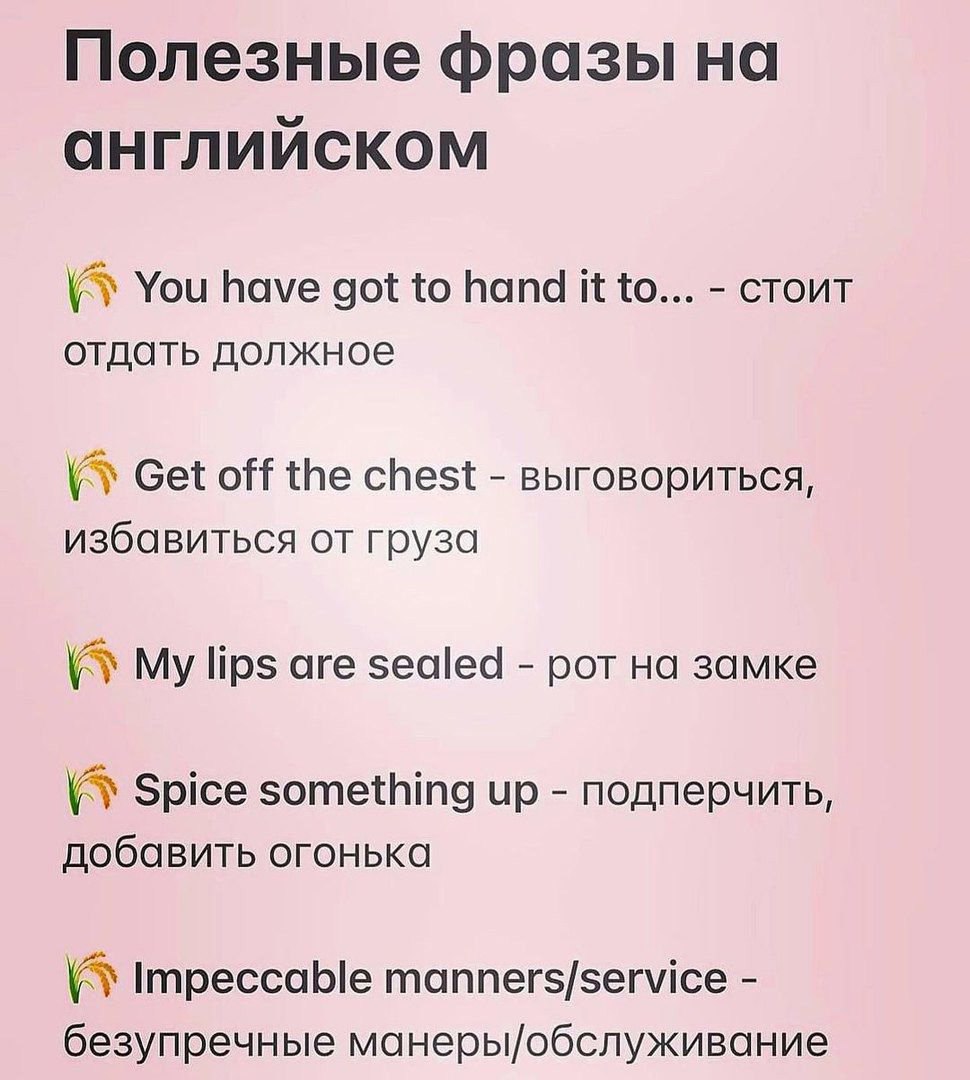 Полезные фразы на
английском
🌾 You have got to hand it to... - стоит
отдать должное
🌾 Get off the chest - выговориться,
избавиться от груза
🌾 My lips are sealed - рот на замке
🌾 Spice something up - подперчить,
добавить огонька
🌾 Impeccable manners/service -
безупречные манеры/обслуживание